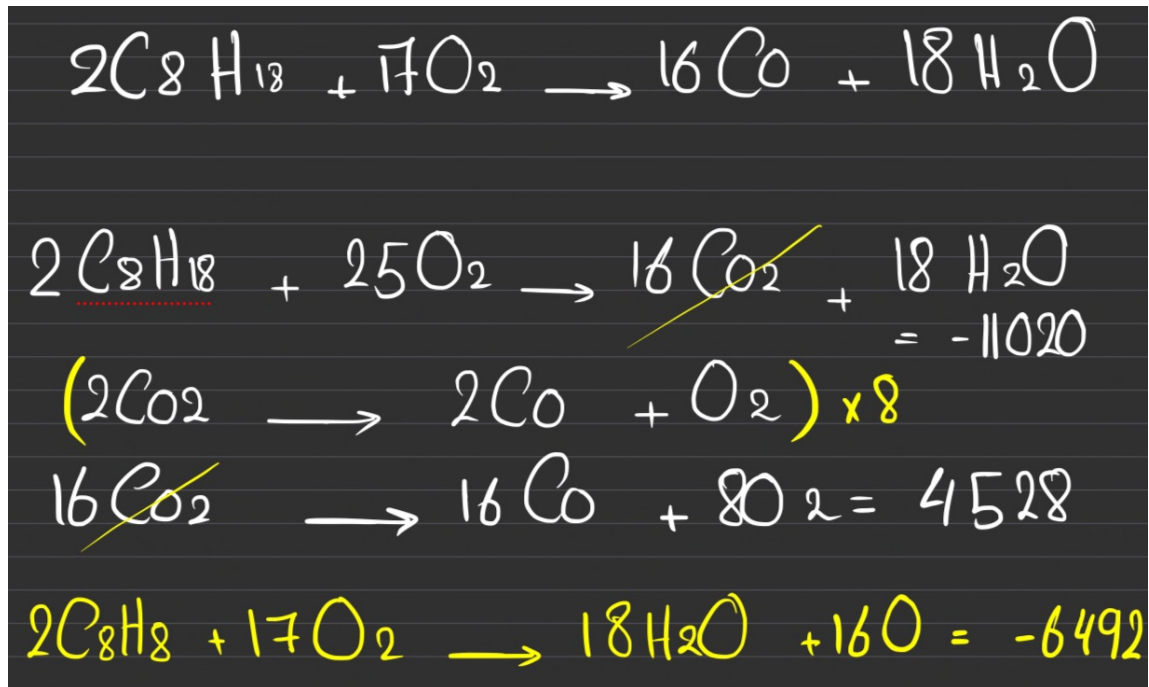 2C8H18 + 17O2 → 16CO + 18H2O
2C8H18 + 25O2 → 16CO2 + 18H2O
= -11020
(2CO2 → 2CO + O2) x 8
16CO2 → 16CO + 8O2 = 4528
2C8H8 + 17O2 → 18H2O + 16O = -6492